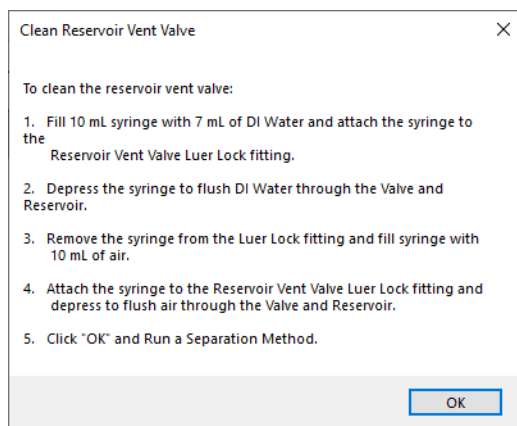 Clean Reservoir Vent Valve
To clean the reservoir vent valve:
1. Fill 10 mL syringe with 7 mL of DI Water and attach the syringe to
the
Reservoir Vent Valve Luer Lock fitting.
2. Depress the syringe to flush DI Water through the Valve and
Reservoir.
3. Remove the syringe from the Luer Lock fitting and fill syringe with
10 mL of air.
4. Attach the syringe to the Reservoir Vent Valve Luer Lock fitting and
depress to flush air through the Valve and Reservoir.
5. Click "OK" and Run a Separation Method.
OK